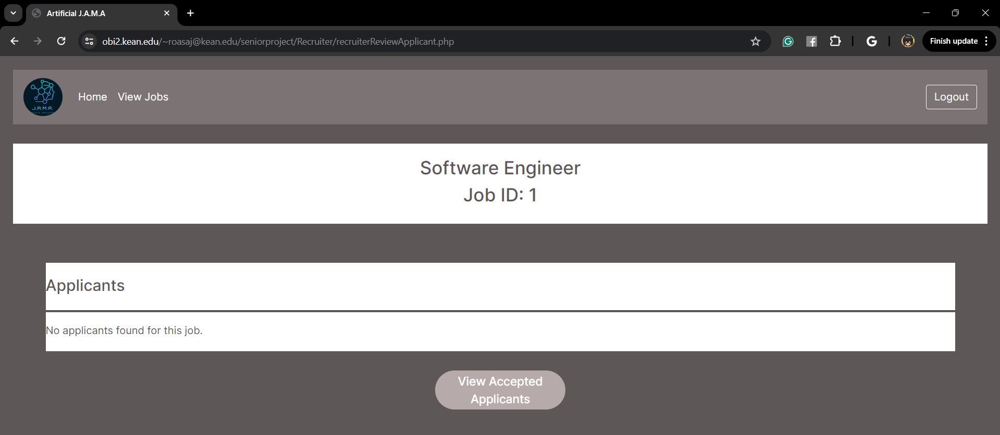 Artificial J.A.M.A
obi2.kean.edu/~roasaj@kean.edu/seniorproject/Recruiter/recruiterReviewApplicant.php
Finish update
J.A.M.A.
Home
View Jobs
Logout
Software Engineer
Job ID: 1
Applicants
No applicants found for this job.
View Accepted
Applicants